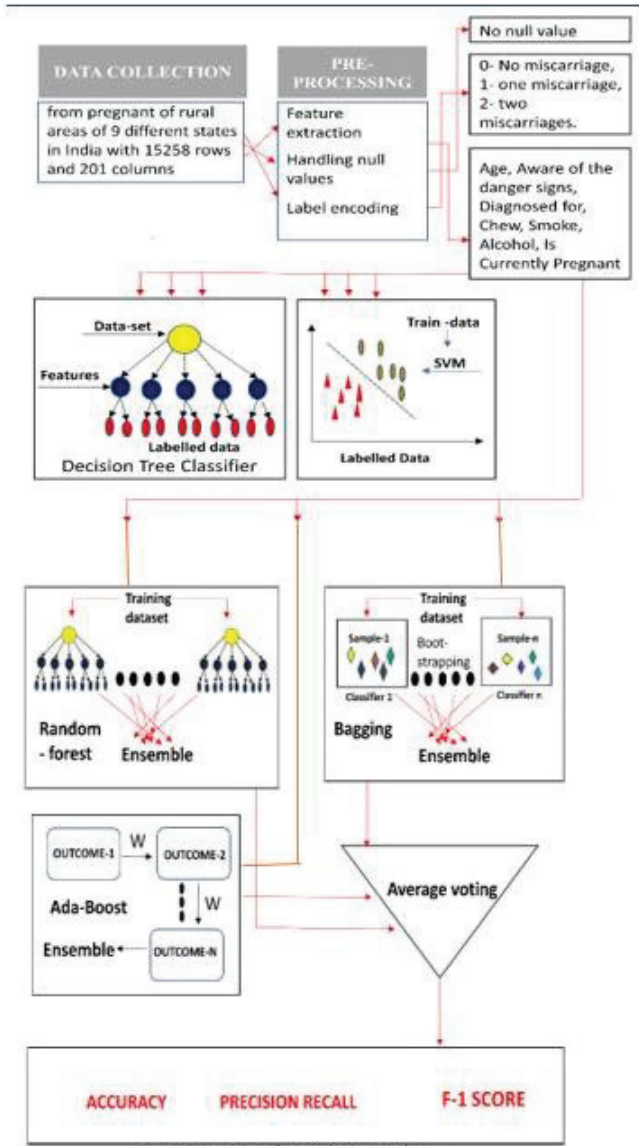 DATA COLLECTION
from pregnant of rural
areas of 9 different states
in India with 15258 rows
and 201 columns
PRE-
PROCESSING
Feature
extraction
Handling null
values
Label encoding
No null value
0- No miscarriage,
1- one miscarriage,
2- two
miscarriages.
Age, Aware of the
danger signs,
Diagnosed for,
Chew, Smoke,
Alcohol, Is
Currently Pregnant
Data-set
Features
Labelled data
Decision Tree Classifier
Train -data
SVM
Labelled Data
Training
dataset
Random
- forest
Ensemble
Training
dataset
Sample-1
Boot-
strapping
Sample-n
Classifier 1
Classifier n
Bagging
Ensemble
OUTCOME-1
W
OUTCOME-2
Ada-Boost
W
Ensemble
OUTCOME-N
Average voting
ACCURACY
PRECISION RECALL
F-1 SCORE